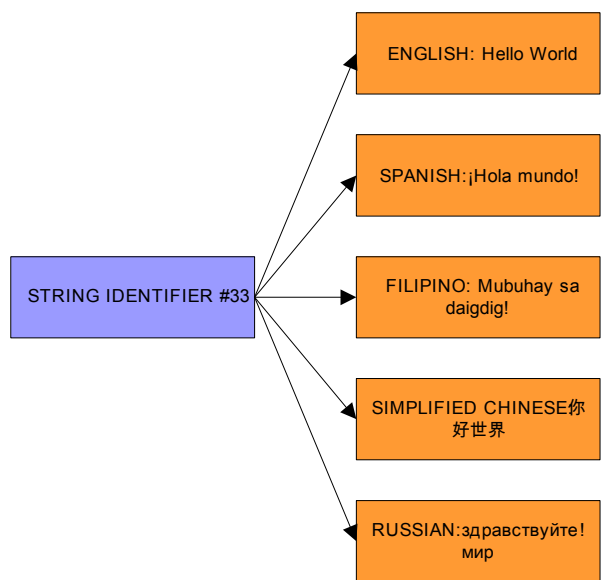 ENGLISH: Hello World
SPANISH:¡Hola mundo!
STRING IDENTIFIER #33
FILIPINO: Mubuhay sa
daigdig!
SIMPLIFIED CHINESE你
好世界
RUSSIAN:здравствуйте!
мир